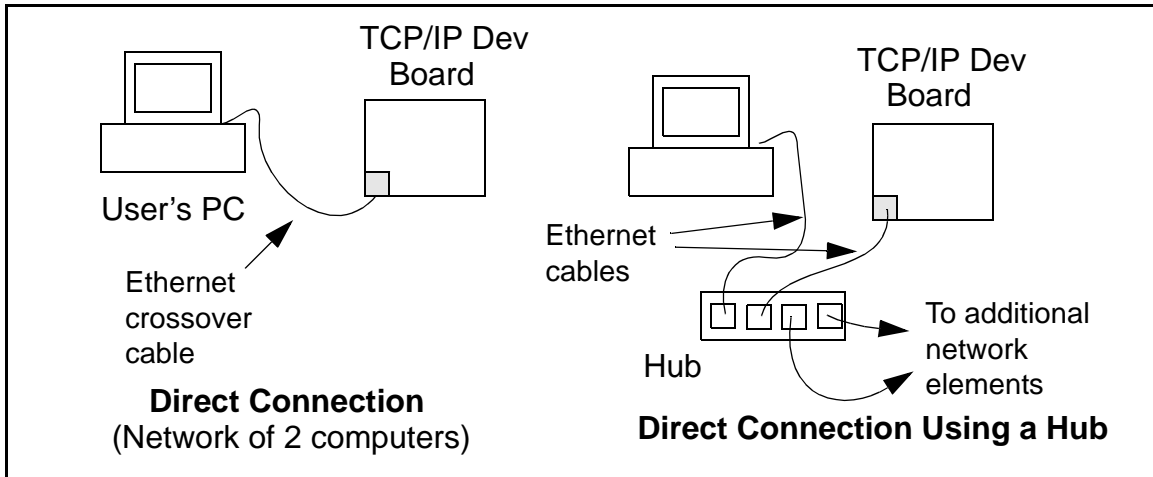 TCP/IP Dev
Board
User's PC
Ethernet
crossover
cable
Direct Connection
(Network of 2 computers)
TCP/IP Dev
Board
Ethernet
cables
Hub
To additional
network
elements
Direct Connection Using a Hub